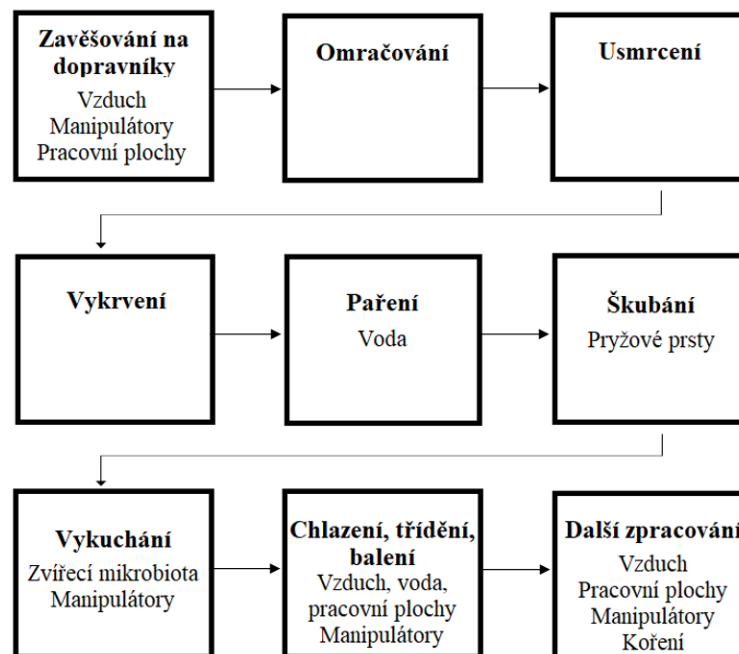 Zavěšování na
dopravníky
Vzduch
Manipulátory
Pracovní plochy
Omračování
Usmrcení
Vykrvení
Paření
Voda
Škubání
Pryžové prsty
Vykuchání
Zvířecí mikrobiota
Manipulátory
Chlazení, třídění,
balení
Vzduch, voda,
pracovní plochy
Manipulátory
Další zpracování
Vzduch
Pracovní plochy
Manipulátory
Koření